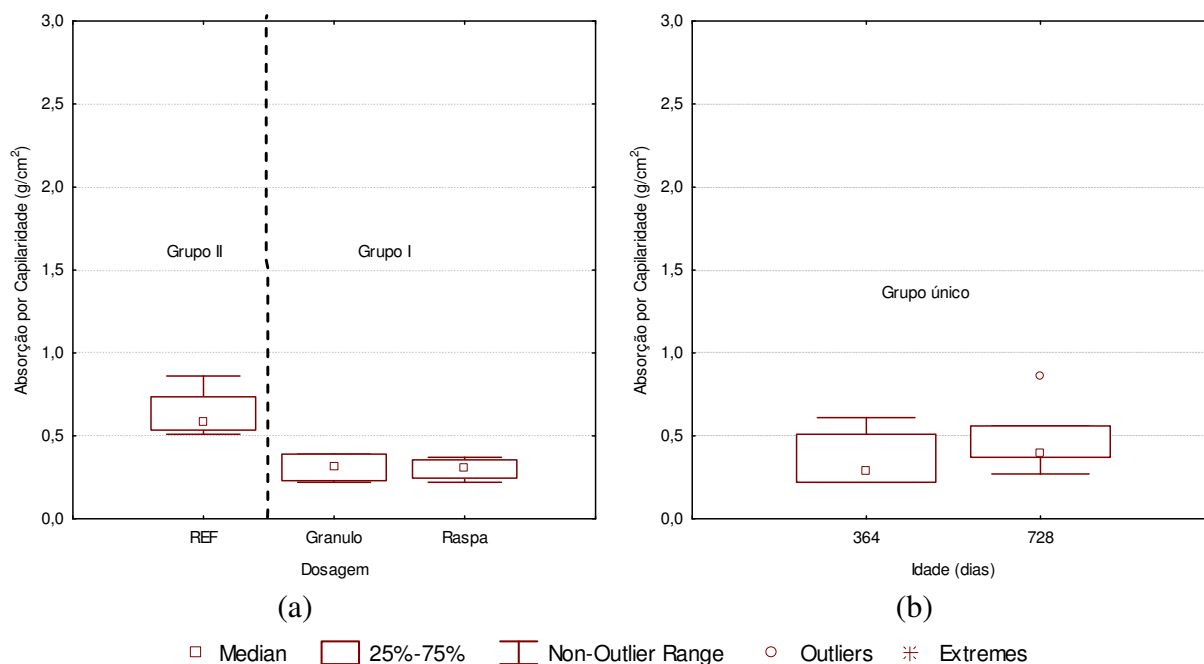 Absorção por Capilaridade (g/cm²)
3,0
2,5
2,0
1,5
1,0
0,5
0,0
Grupo II
Grupo I
REF
Granulo
Raspa
Dosagem
(a)
Absorção por Capilaridade (g/cm²)
3,0
2,5
2,0
1,5
1,0
0,5
0,0
Grupo único
364
728
Idade (dias)
(b)
Median 25%-75% Non-Outlier Range Outliers Extremes